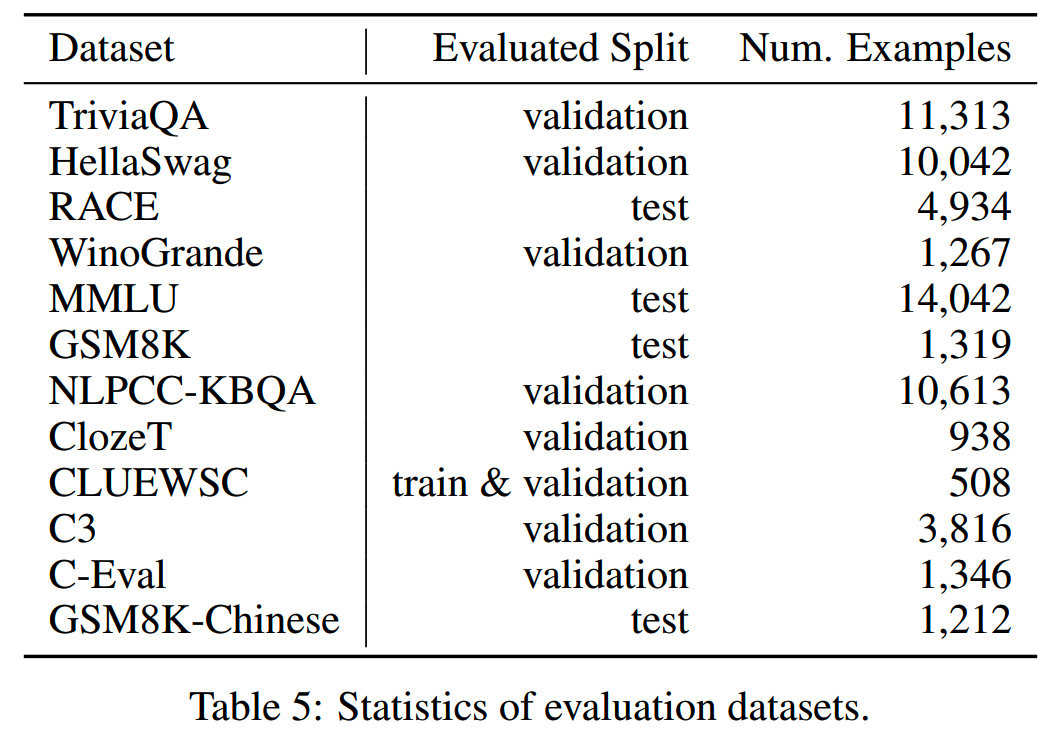 Dataset Evaluated Split Num. Examples
TriviaQA validation 11,313
HellaSwag validation 10,042
RACE test 4,934
WinoGrande validation 1,267
MMLU test 14,042
GSM8K test 1,319
NLPCC-KBQA validation 10,613
ClozeT validation 938
CLUEWSC train & validation 508
C3 validation 3,816
C-Eval validation 1,346
GSM8K-Chinese test 1,212
Table 5: Statistics of evaluation datasets.